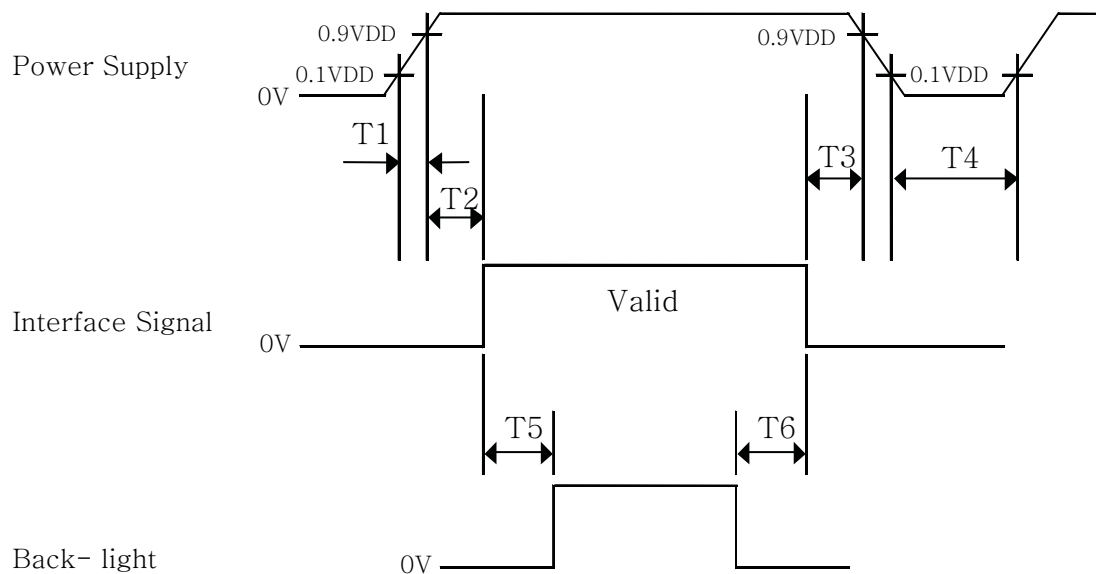 0.9VDD
0.9VDD
Power Supply
0.1VDD
0.1VDD
0V
T1
T3
T4
T2
Valid
Interface Signal
0V
T5
T6
Back- light
0V